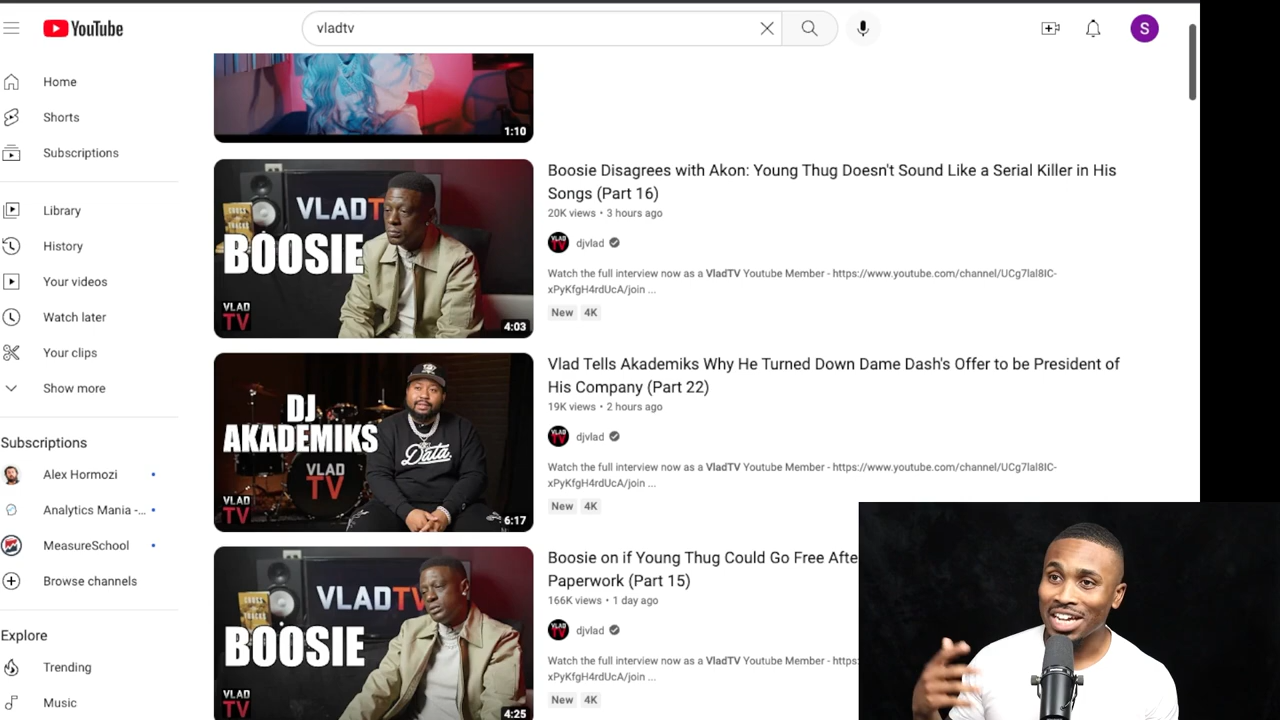 YouTube
vladtv
S
Home
Shorts
Subscriptions
Library
History
Your videos
Watch later
Your clips
Show more
Subscriptions
Alex Hormozi
Analytics Mania -...
MeasureSchool
Browse channels
Explore
Trending
Music
1:10
VLADT
BOOSIE
VLAD
TV
4:03
Boosie Disagrees with Akon: Young Thug Doesn't Sound Like a Serial Killer in His
Songs (Part 16)
20K views • 3 hours ago
djvlad
Watch the full interview now as a VladTV Youtube Member - https://www.youtube.com/channel/UCg7lal8IC-
xPyKfgH4rdUcA/join ...
New 4K
DJ
AKADEMIKS
Data.
VLAD
TV
VLAD
TV
6:17
Vlad Tells Akademiks Why He Turned Down Dame Dash's Offer to be President of
His Company (Part 22)
19K views • 2 hours ago
djvlad
Watch the full interview now as a VladTV Youtube Member - https://www.youtube.com/channel/UCg7lal8IC-
xPyKfgH4rdUcA/join ...
New 4K
VLADTV
BOOSIE
VLAD
TV
4:25
Boosie on if Young Thug Could Go Free Afte
Paperwork (Part 15)
166K views • 1 day ago
djvlad
Watch the full interview now as a VladTV Youtube Member - https:
xPyKfgH4rdUcA/join ...
New 4K